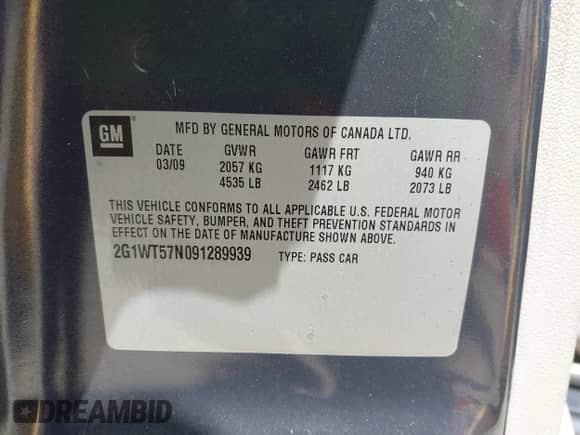 GM
MFD BY GENERAL MOTORS OF CANADA LTD.
DATE GVWR GAWR FRT GAWR RR
03/09 2057 KG 1117 KG 940 KG
4535 LB 2462 LB 2073 LB
THIS VEHICLE CONFORMS TO ALL APPLICABLE U.S. FEDERAL MOTOR
VEHICLE SAFETY, BUMPER, AND THEFT PREVENTION STANDARDS IN
EFFECT ON THE DATE OF MANUFACTURE SHOWN ABOVE.
2G1WT57N091289939 TYPE: PASS CAR
DREAMBID